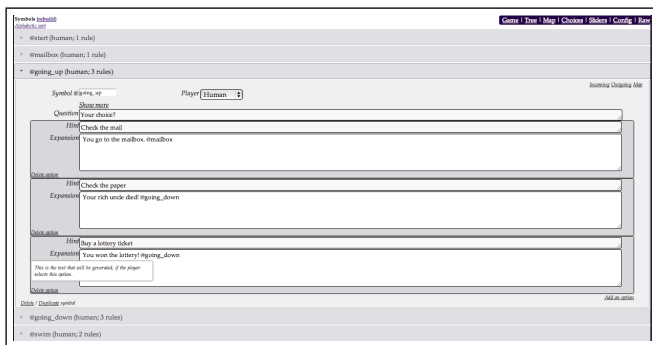 Symbols (rebuild)
Game | Tree | Map | Choices | Sliders | Config | Raw
Alphabetic sort
@start (human; 1 rule)
@mailbox (human; 1 rule)
@going_up (human; 3 rules)
Incoming Outgoing Map
Symbol @ going_up Player Human
Show more
Question Your choice?
Hint Check the mail
Expansion You go to the mailbox. @mailbox
Delete option
Hint Check the paper
Expansion Your rich uncle died! @going_down
Delete option
Hint Buy a lottery ticket
Expansion You won the lottery! @going_down
This is the text that will be generated, if the player
selects this option.
Delete option
Add an option
Delete / Duplicate symbol
@going_down (human; 3 rules)
@swim (human; 2 rules)